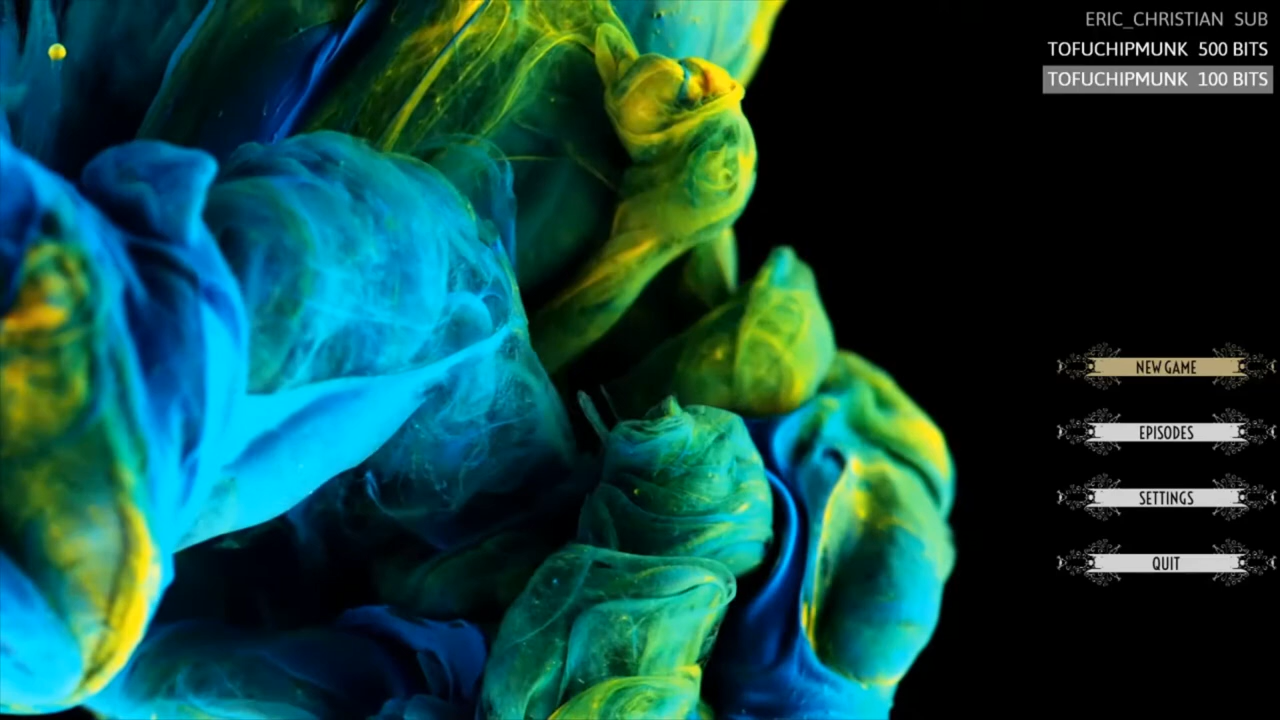 ERIC_CHRISTIAN SUB
TOFUCHIPMUNK 500 BITS
TOFUCHIPMUNK 100 BITS
NEW GAME
EPISODES
SETTINGS
QUIT